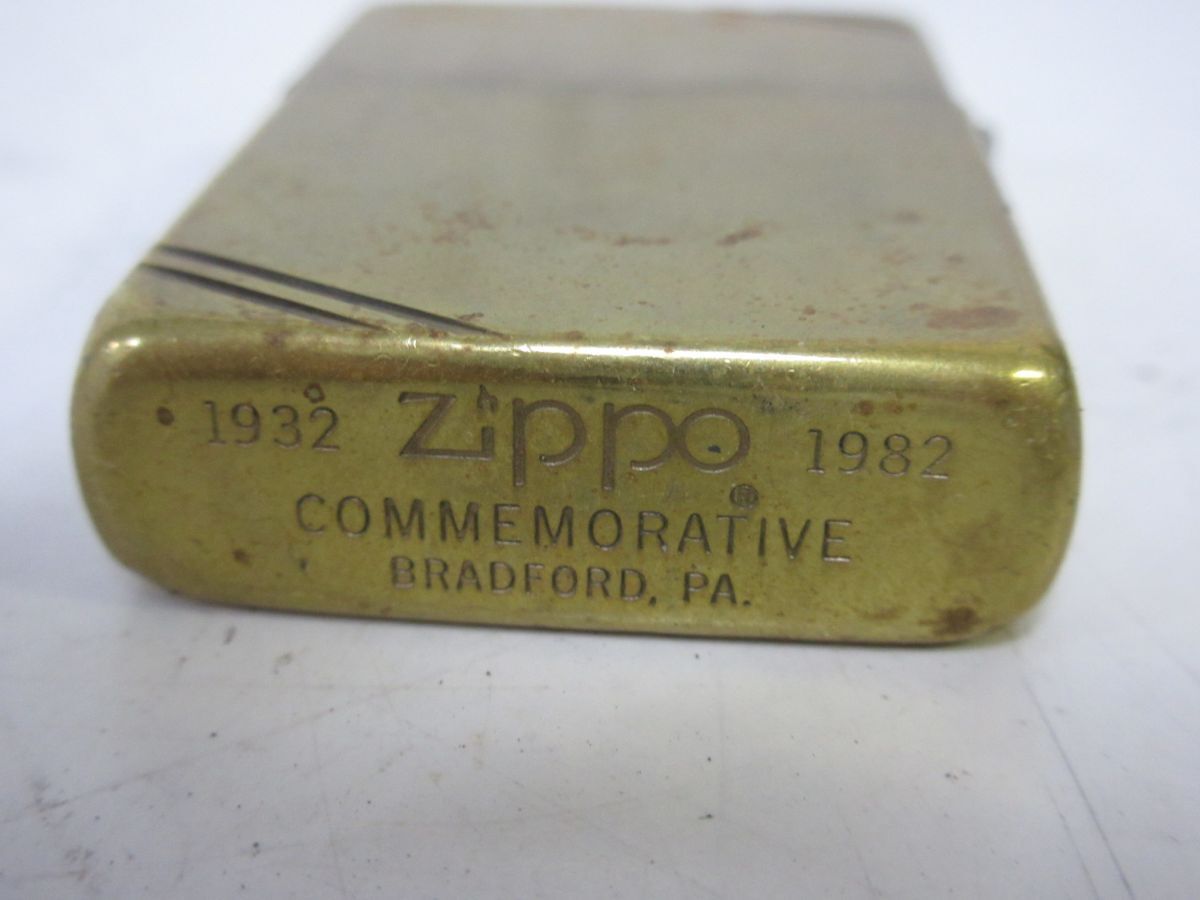 1932 Zippo 1982
®
COMMEMORATIVE
BRADFORD, PA.